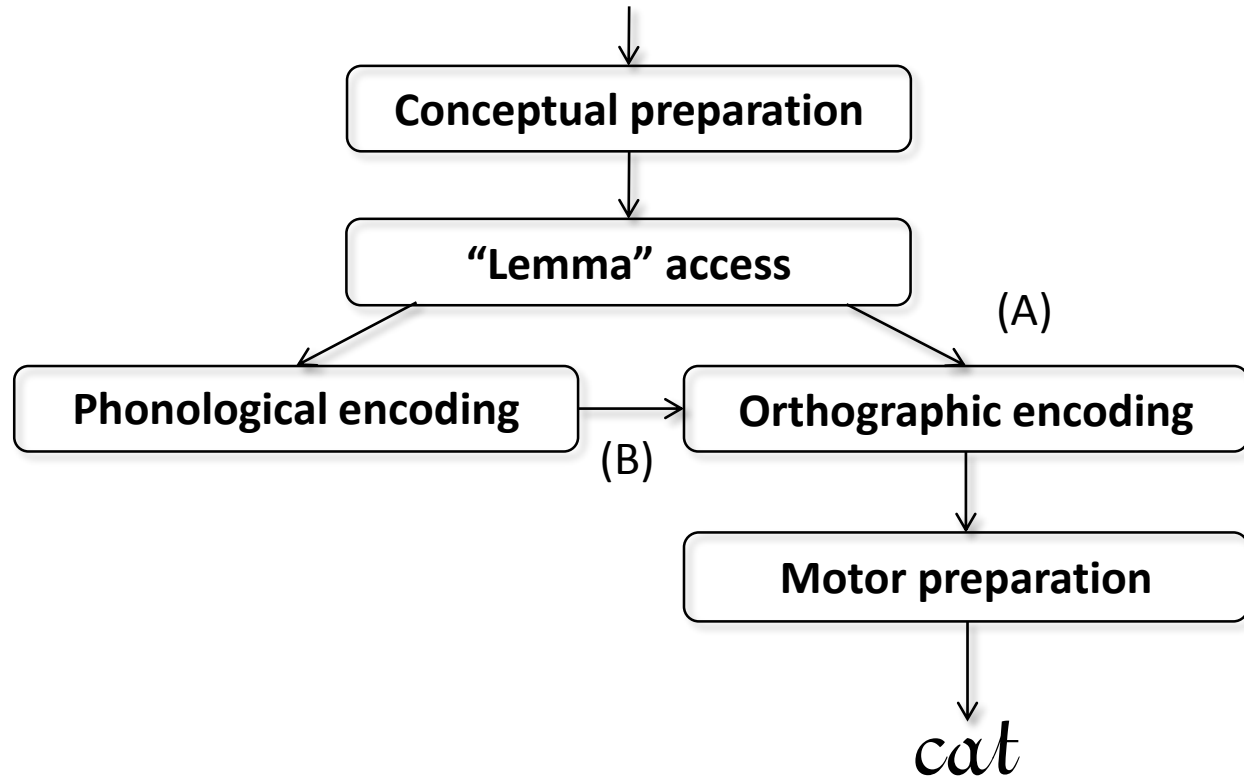 Conceptual preparation
“Lemma” access
(A)
Phonological encoding
Orthographic encoding
(B)
Motor preparation
cat